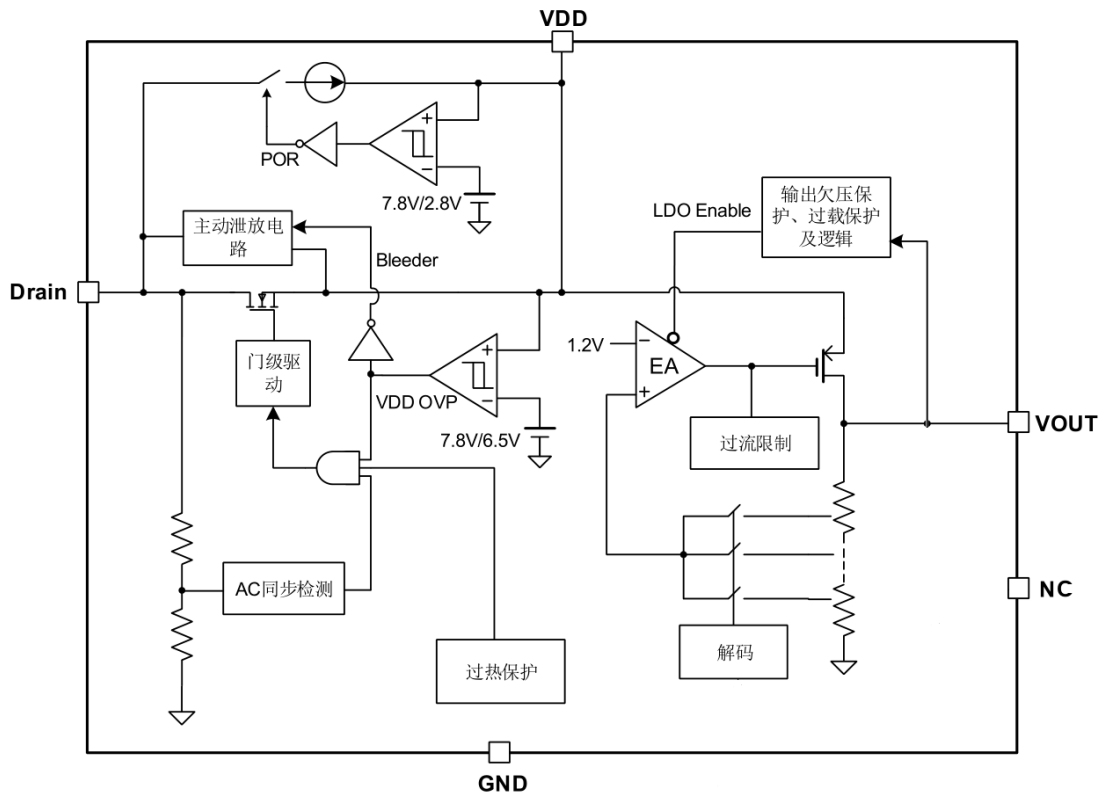 VDD
+
−
POR
7.8V/2.8V
主动泄放电
路
Bleeder
LDO Enable
输出欠压保
护、过载保护
及逻辑
Drain
门级驱
动
+
−
VDD OVP
7.8V/6.5V
1.2V
−
EA
+
过流限制
VOUT
AC同步检测
NC
过热保护
解码
GND